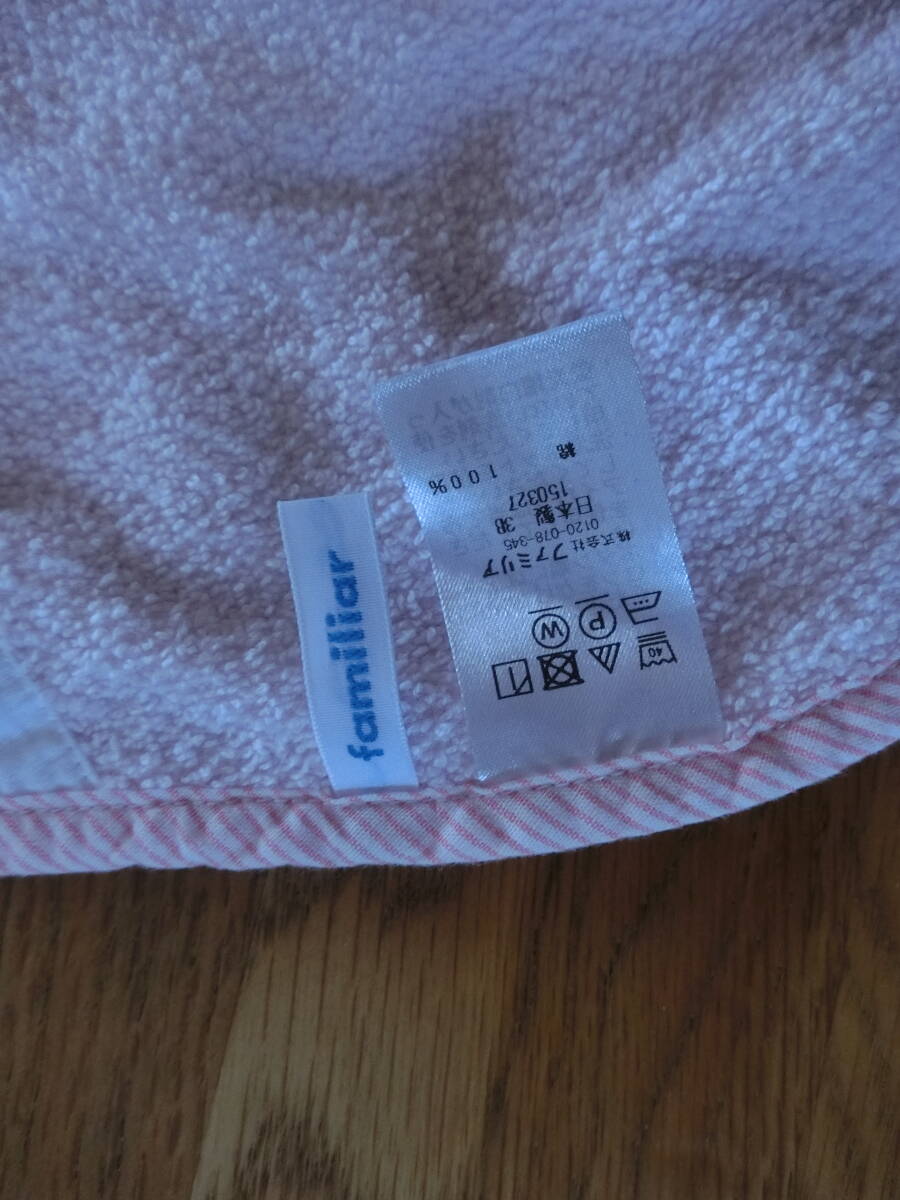 familiar
綿　１００％
150327
日本製　3B
0120-078-345
株式会社ファミリア
W P
40